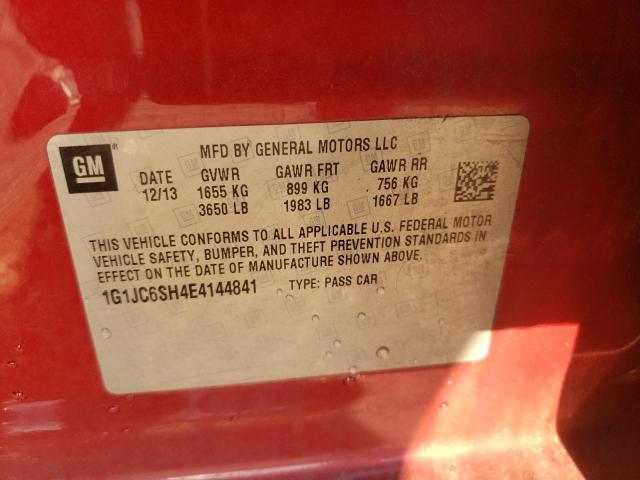 GM
MFD BY GENERAL MOTORS LLC
DATE GVWR GAWR FRT GAWR RR
12/13 1655 KG 899 KG 756 KG
3650 LB 1983 LB 1667 LB
THIS VEHICLE CONFORMS TO ALL APPLICABLE U.S. FEDERAL MOTOR
VEHICLE SAFETY, BUMPER, AND THEFT PREVENTION STANDARDS IN
EFFECT ON THE DATE OF MANUFACTURE SHOWN ABOVE.
1G1JC6SH4E4144841 TYPE: PASS CAR